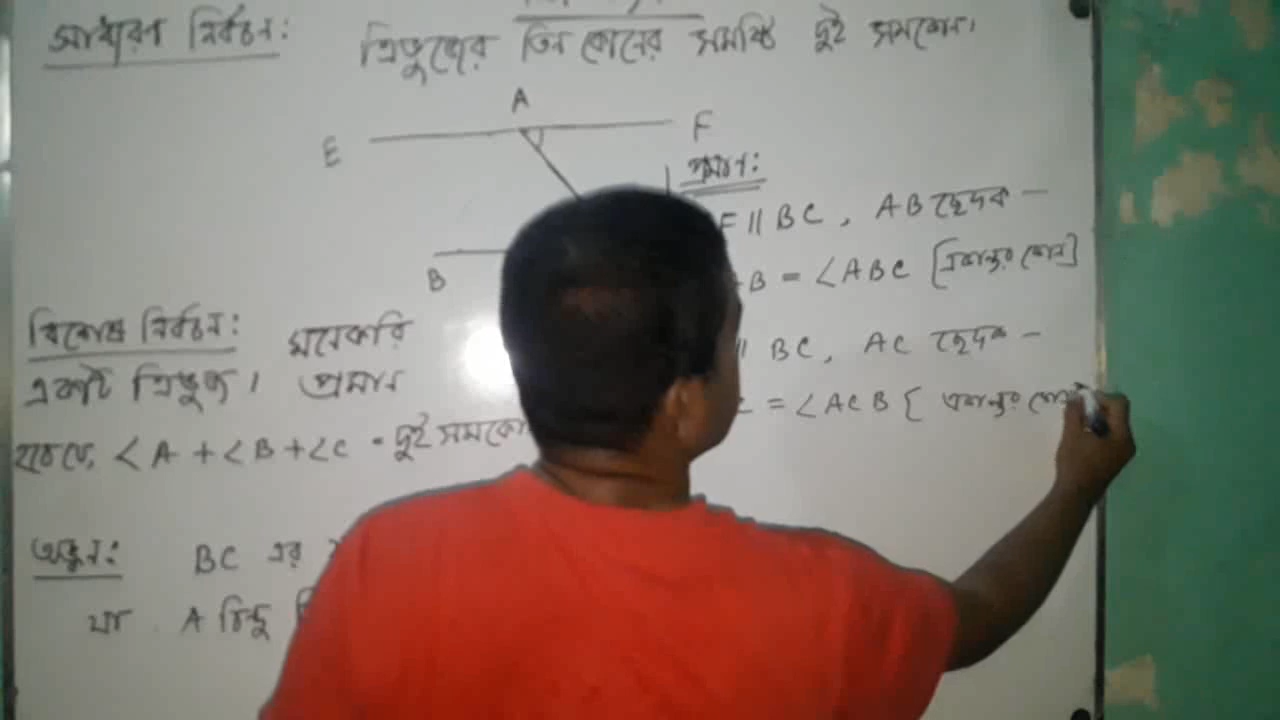 সাধারণ নির্বচন: ত্রিভুজের তিন কোনের সমষ্টি দুই সমকোন।
A
E
F
B
প্রমাণ:
F || BC , AB ছেদক –
B = ∠ABC [একান্তর কোন]
|| BC, AC ছেদক –
C = ∠ACB [ একান্তর
বিশেষ নির্বচন: মনেকরি
একটি ত্রিভুজ। প্রমান
হবে যে, ∠A + ∠B + ∠C = দুই সমকো
অঙ্কন: BC এর
যা A বিন্দু